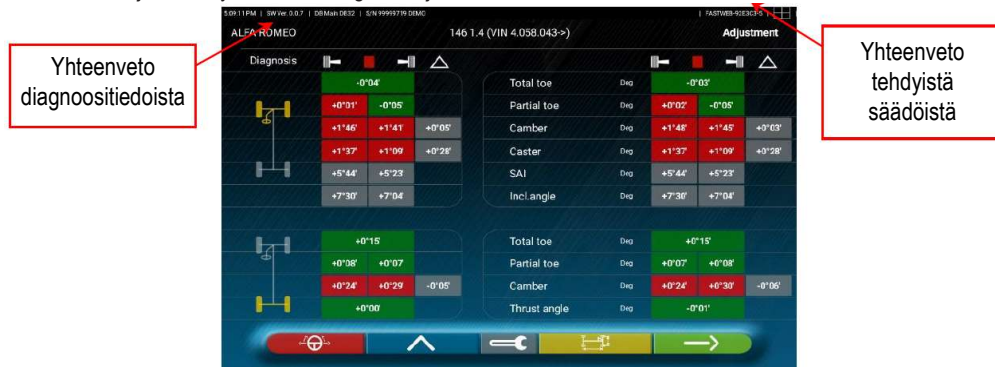 5:09:11 PM | SW Ver. 0.0.7 | DB Main DE32 | S/N 99999719 DEMO | FASTWEB-92E3C3-5 |
ALFA ROMEO 146 1.4 (VIN 4.058.043->) Adjustment
Yhteenveto
diagnoositiedoista
Yhteenveto
tehdyistä
säädöistä
Diagnosis
-0°04' Total toe Deg -0°03'
+0°01' -0°05' Partial toe Deg +0°02' -0°05'
+1°46' +1°41' +0°05' Camber Deg +1°48' +1°45' +0°03'
+1°37' +1°09' +0°28' Caster Deg +1°37' +1°09' +0°28'
+5°44' +5°23' SAI Deg +5°44' +5°23'
+7°30' +7°04' Incl.angle Deg +7°30' +7°04'
+0°15' Total toe Deg +0°15'
+0°08' +0°07' Partial toe Deg +0°07' +0°08'
+0°24' +0°29' -0°05' Camber Deg +0°24' +0°30' -0°06'
+0°00' Thrust angle Deg -0°01'